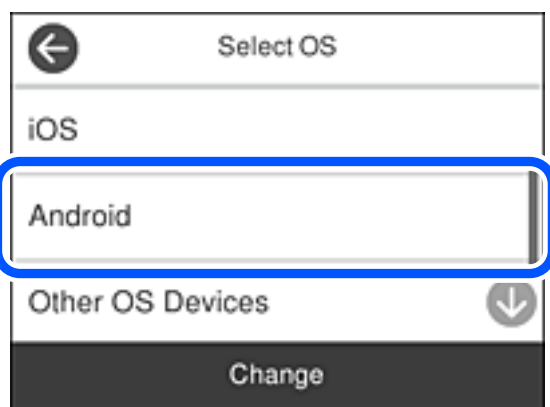 Select OS
iOS
Android
Other OS Devices
Change